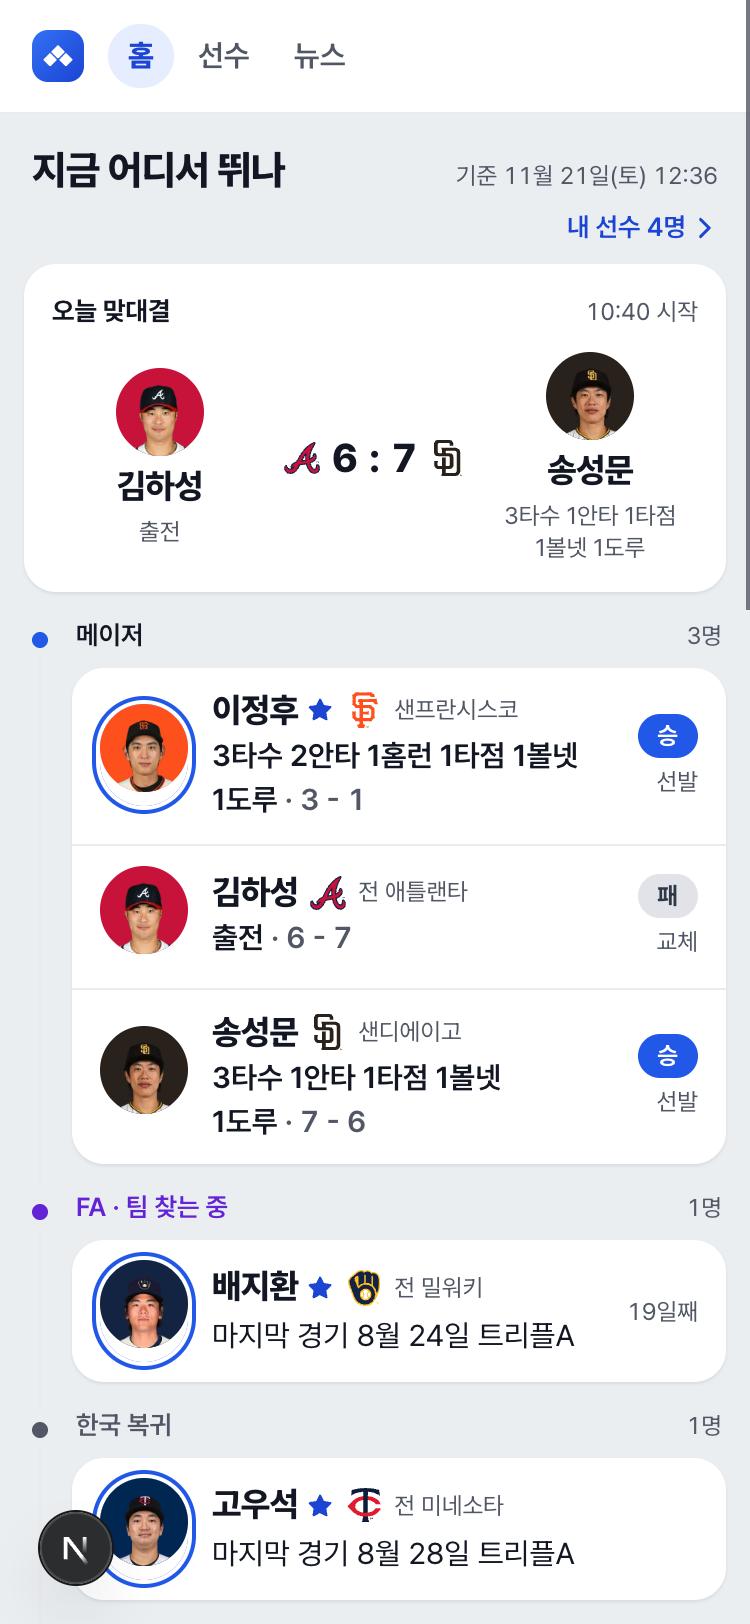 홈 선수 뉴스
지금 어디서 뛰나
기준 11월 21일(토) 12:36
내 선수 4명
오늘 맞대결
10:40 시작
김하성
출전
6 : 7
송성문
3타수 1안타 1타점
1볼넷 1도루
메이저
3명
이정후 샌프란시스코
3타수 2안타 1홈런 1타점 1볼넷
1도루 · 3 - 1
승
선발
김하성 전 애틀랜타
출전 · 6 - 7
패
교체
송성문 샌디에이고
3타수 1안타 1타점 1볼넷
1도루 · 7 - 6
승
선발
FA · 팀 찾는 중
1명
배지환 전 밀워키
마지막 경기 8월 24일 트리플A
19일째
한국 복귀
1명
고우석 전 미네소타
마지막 경기 8월 28일 트리플A
N